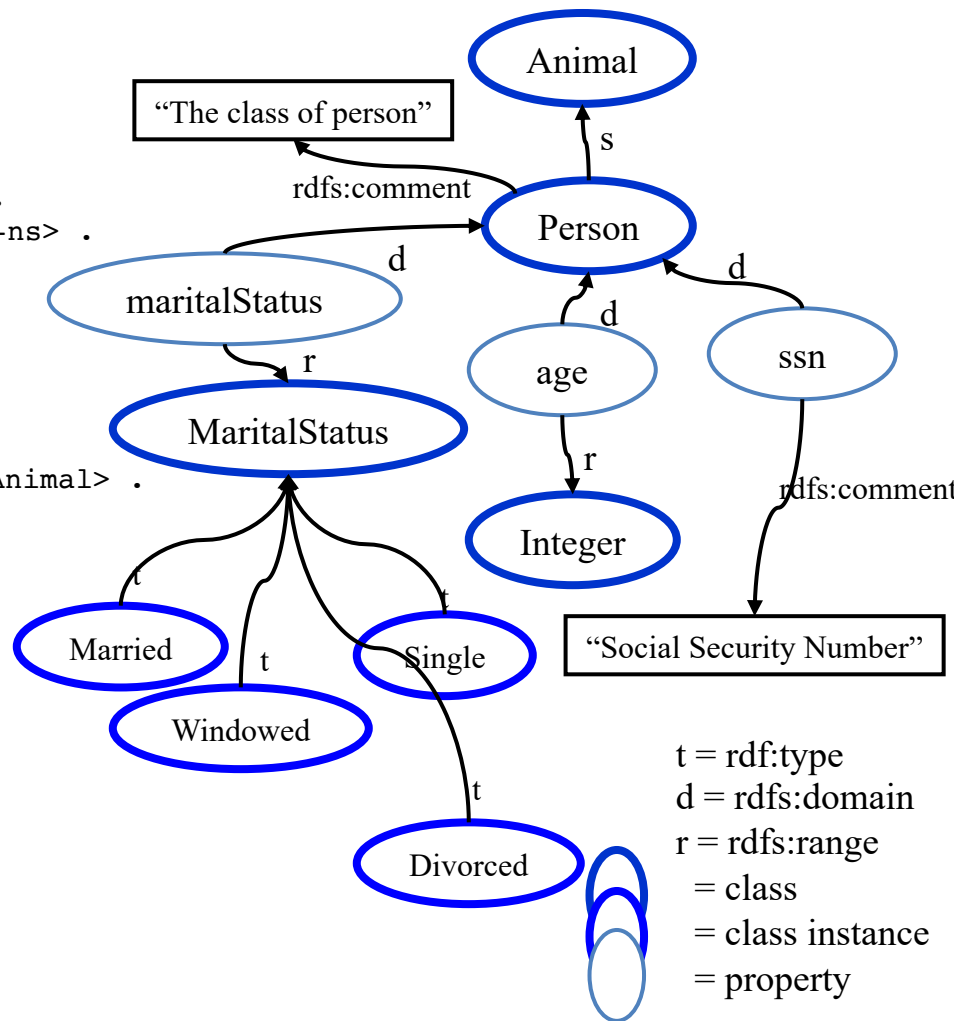 Animal
“The class of person”
s
rdfs:comment
-ns> .
Person
d
d
maritalStatus
d
ssn
age
r
MaritalStatus
r
Animal> .
rdfs:comment
Integer
t
t
Married
t
Single
“Social Security Number”
Windowed
t = rdf:type
t
d = rdfs:domain
r = rdfs:range
Divorced
= class
= class instance
= property